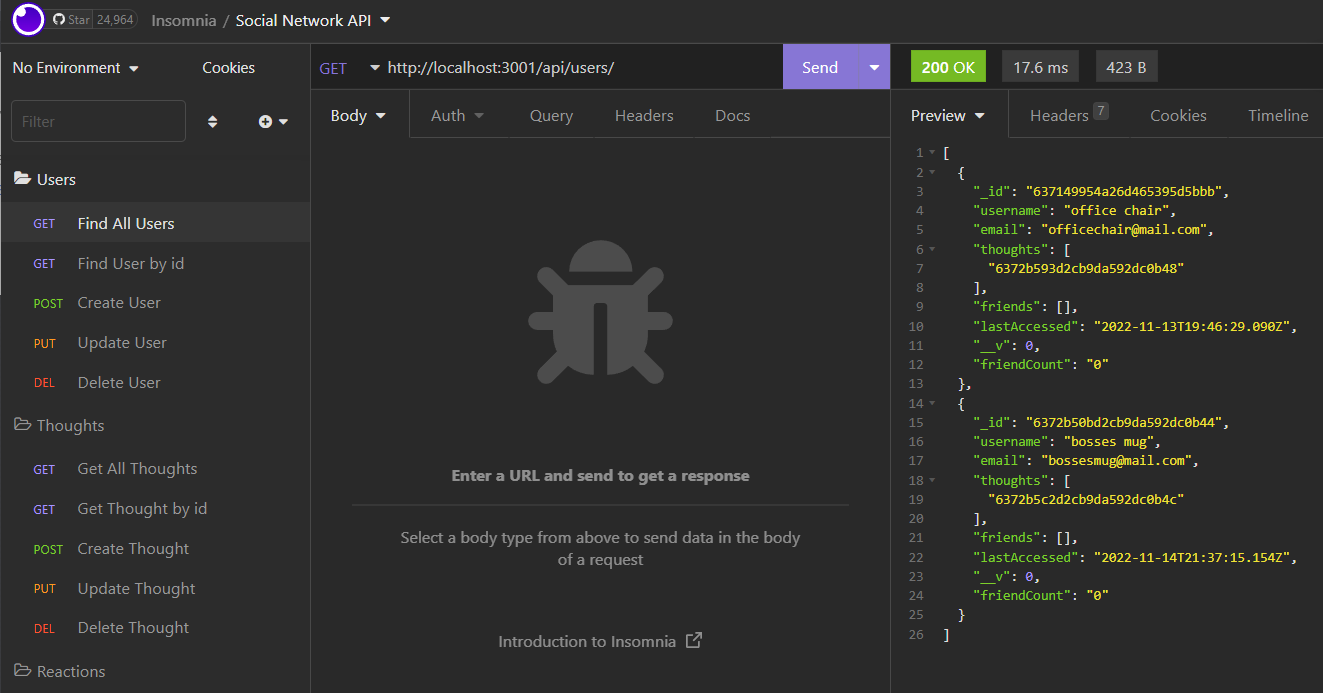 Star 24,964 Insomnia / Social Network API
No Environment Cookies
Filter
Users
GET Find All Users
GET Find User by id
POST Create User
PUT Update User
DEL Delete User
Thoughts
GET Get All Thoughts
GET Get Thought by id
POST Create Thought
PUT Update Thought
DEL Delete Thought
Reactions
GET http://localhost:3001/api/users/ Send
Body Auth Query Headers Docs
Enter a URL and send to get a response
Select a body type from above to send data in the body
of a request
Introduction to Insomnia
200 OK 17.6 ms 423 B
Preview Headers 7 Cookies Timeline
1 [
2 {
3 "_id": "637149954a26d465395d5bbb",
4 "username": "office chair",
5 "email": "officechair@mail.com",
6 "thoughts": [
7 "6372b593d2cb9da592dc0b48"
8 ],
9 "friends": [],
10 "lastAccessed": "2022-11-13T19:46:29.090Z",
11 "__v": 0,
12 "friendCount": "0"
13 },
14 {
15 "_id": "6372b50bd2cb9da592dc0b44",
16 "username": "bosses mug",
17 "email": "bossesmug@mail.com",
18 "thoughts": [
19 "6372b5c2d2cb9da592dc0b4c"
20 ],
21 "friends": [],
22 "lastAccessed": "2022-11-14T21:37:15.154Z",
23 "__v": 0,
24 "friendCount": "0"
25 }
26 ]